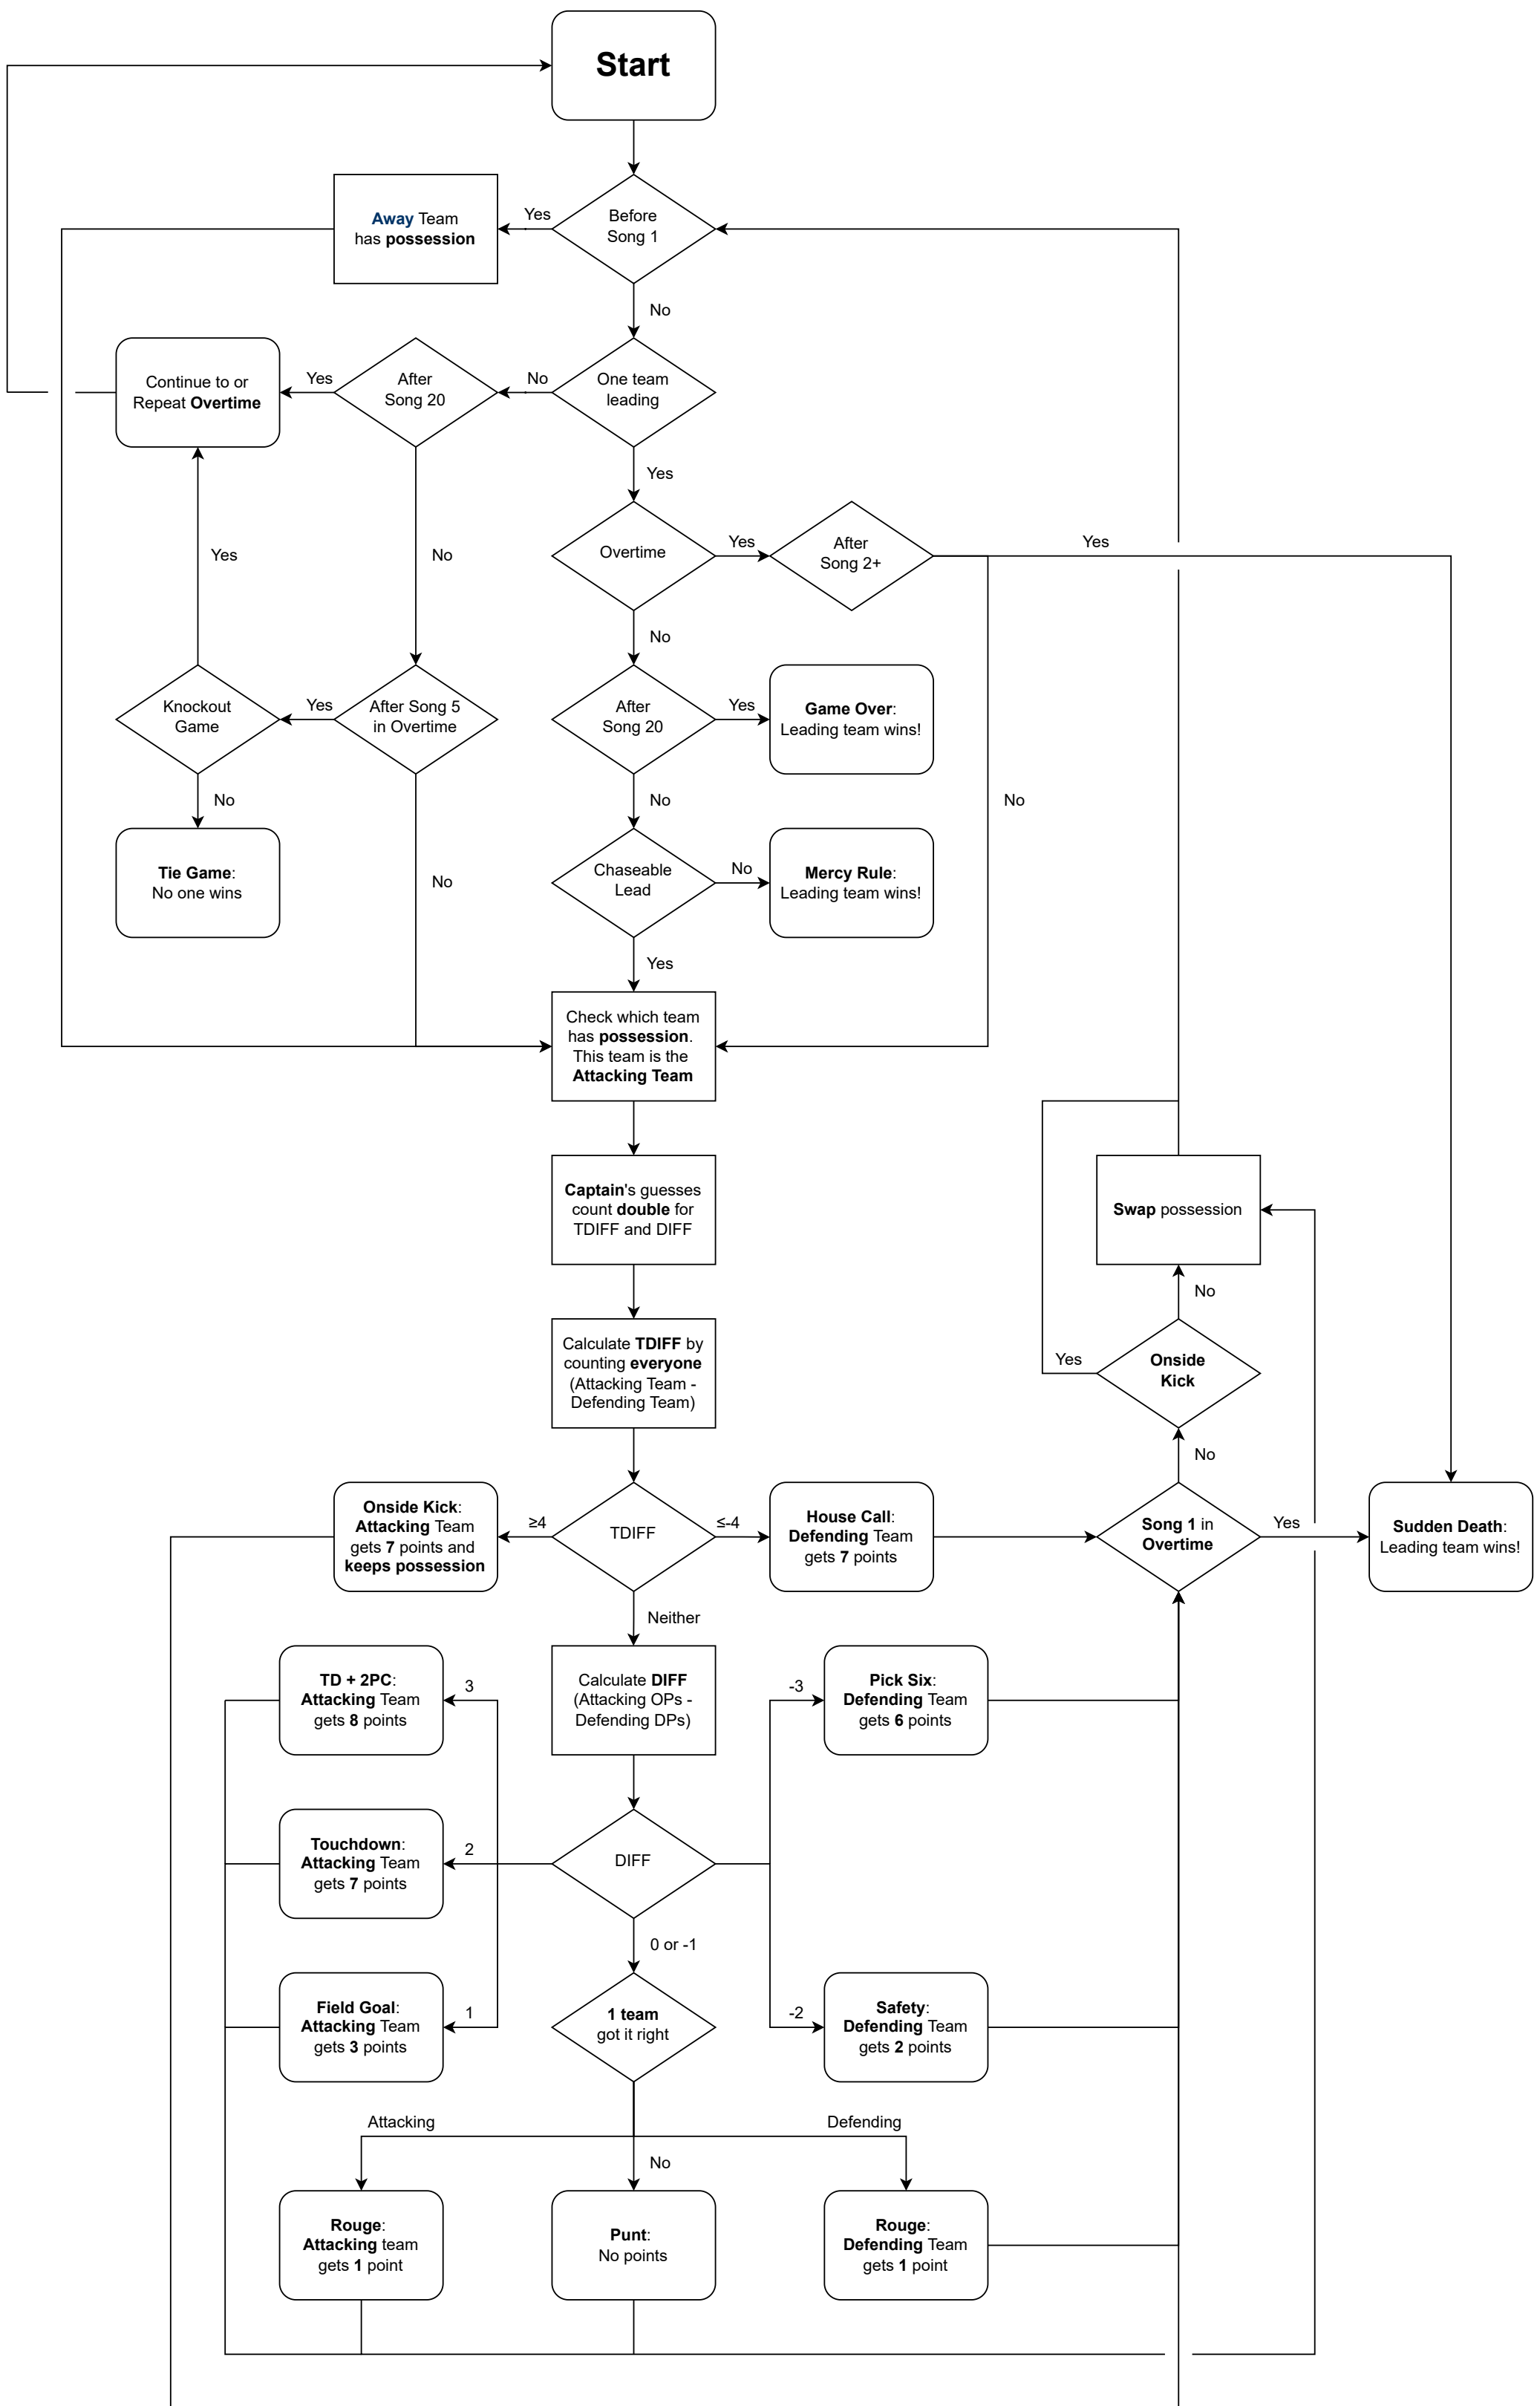 Start
Away Team
has possession
Yes
Before
Song 1
No
Continue to or
Repeat Overtime
Yes
After
Song 20
No
One team
leading
Yes
Yes
No
Overtime
Yes
After
Song 2+
Yes
No
Knockout
Game
Yes
After Song 5
in Overtime
After
Song 20
Yes
Game Over:
Leading team wins!
No
No
No
Tie Game:
No one wins
No
Chaseable
Lead
No
Mercy Rule:
Leading team wins!
Yes
Check which team
has possession.
This team is the
Attacking Team
Captain's guesses
count double for
TDIFF and DIFF
Swap possession
No
Calculate TDIFF by
counting everyone
(Attacking Team -
Defending Team)
Yes
Onside
Kick
No
Onside Kick:
Attacking Team
gets 7 points and
keeps possession
≥4
TDIFF
≤-4
House Call:
Defending Team
gets 7 points
Song 1 in
Overtime
Yes
Sudden Death:
Leading team wins!
Neither
TD + 2PC:
Attacking Team
gets 8 points
3
Calculate DIFF
(Attacking OPs -
Defending DPs)
-3
Pick Six:
Defending Team
gets 6 points
Touchdown:
Attacking Team
gets 7 points
2
DIFF
0 or -1
Field Goal:
Attacking Team
gets 3 points
1
1 team
got it right
-2
Safety:
Defending Team
gets 2 points
Attacking
Defending
No
Rouge:
Attacking team
gets 1 point
Punt:
No points
Rouge:
Defending Team
gets 1 point